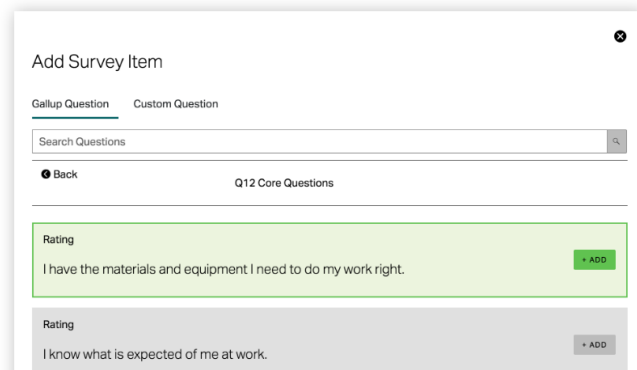 Add Survey Item
Gallup Question Custom Question
Search Questions
Back
Q12 Core Questions
Rating
I have the materials and equipment I need to do my work right.
+ ADD
Rating
I know what is expected of me at work.
+ ADD